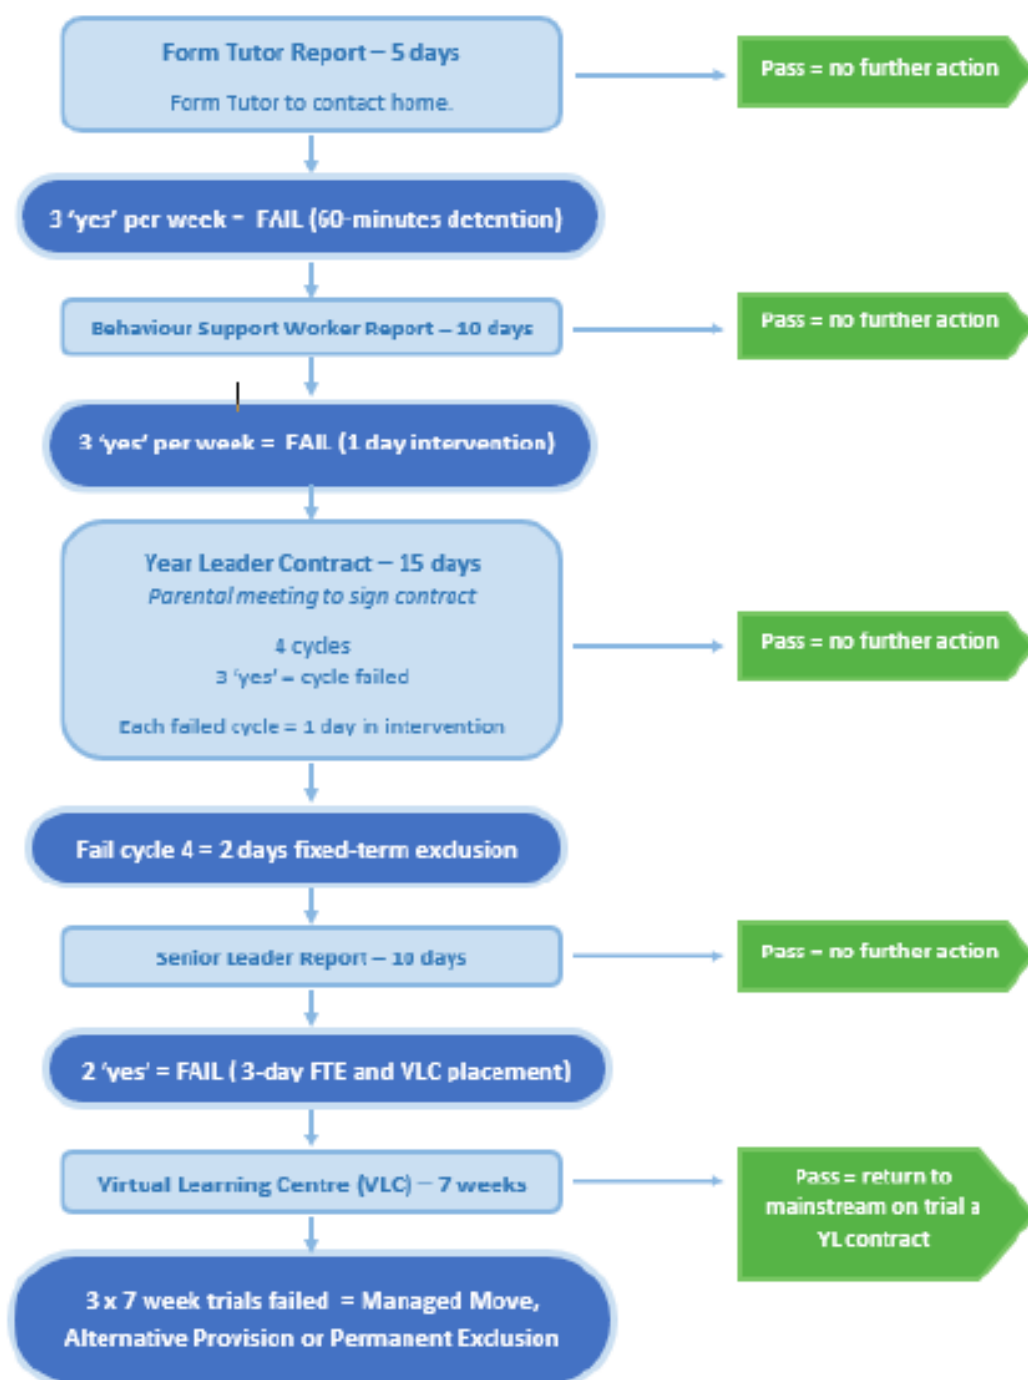 Form Tutor Report – 5 days
Form Tutor to contact home.
Pass = no further action
3 ‘yes’ per week = FAIL (60-minutes detention)
Behaviour Support Worker Report – 10 days
Pass = no further action
3 ‘yes’ per week = FAIL (1 day intervention)
Year Leader Contract – 15 days
Parental meeting to sign contract
4 cycles
3 ‘yes’ = cycle failed
Each failed cycle = 1 day in intervention
Pass = no further action
Fail cycle 4 = 2 days fixed-term exclusion
Senior Leader Report – 10 days
Pass = no further action
2 ‘yes’ = FAIL ( 3-day FTE and VLC placement)
Virtual Learning Centre (VLC) – 7 weeks
Pass = return to
mainstream on trial a
YL contract
3 x 7 week trials failed = Managed Move,
Alternative Provision or Permanent Exclusion